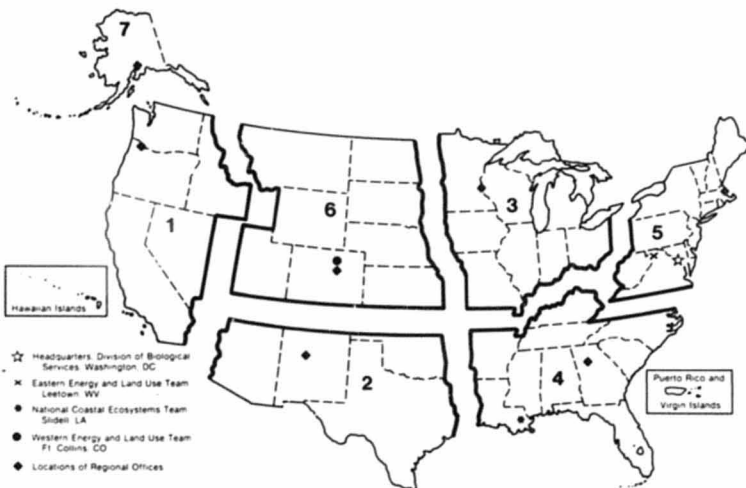 7
6
3
1
5
Hawaiian Islands
2
4
Puerto Rico and
Virgin Islands
Headquarters, Division of Biological
Services, Washington, DC
Eastern Energy and Land Use Team
Leetown, WV
National Coastal Ecosystems Team
Slidell, LA
Western Energy and Land Use Team
Ft. Collins, CO
Locations of Regional Offices